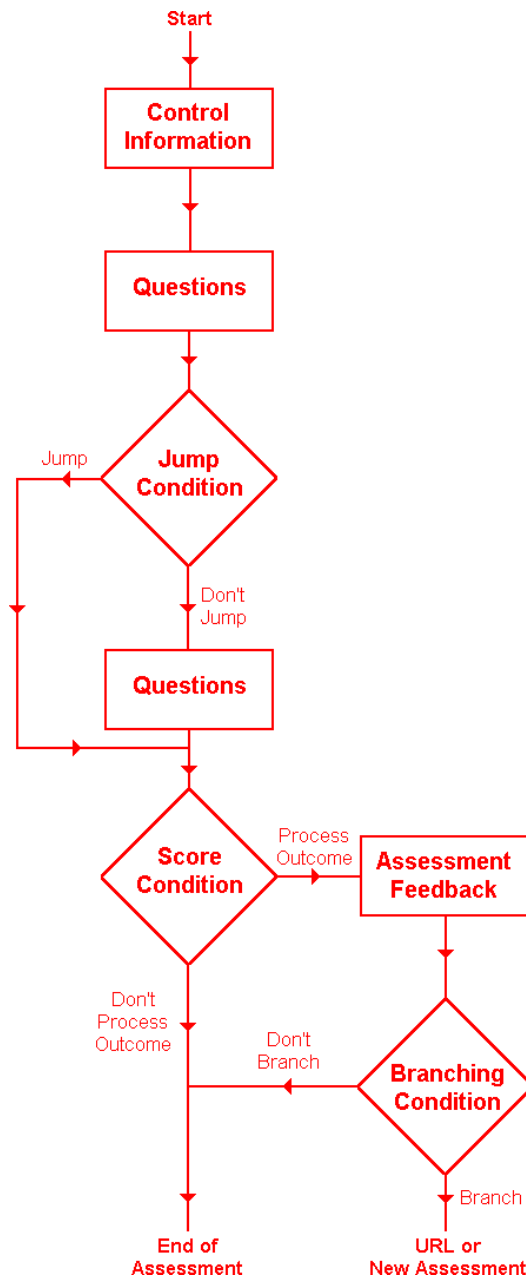 Start
Control
Information
Questions
Jump
Jump
Condition
Don't
Jump
Questions
Score
Condition
Process
Outcome
Assessment
Feedback
Don't
Process
Outcome
Don't
Branch
Branching
Condition
Branch
End of
Assessment
URL or
New Assessment